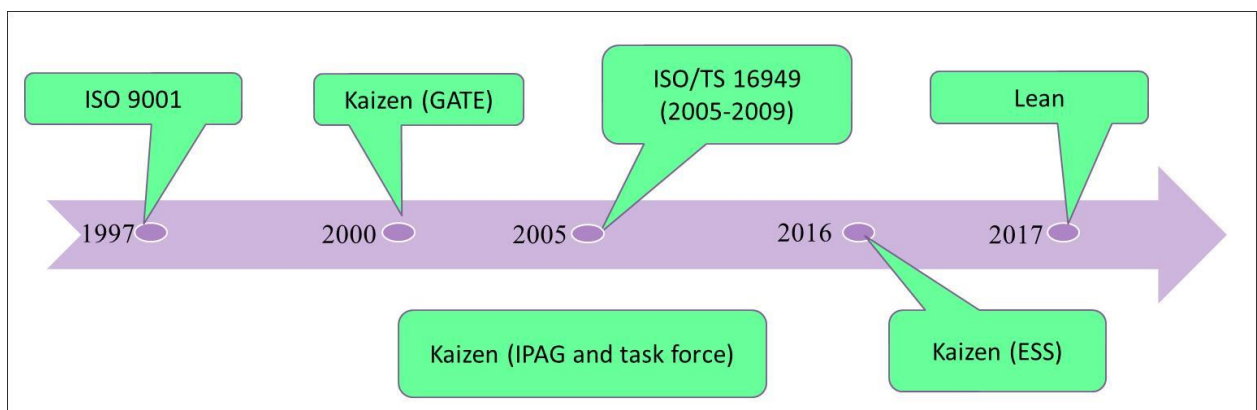 ISO 9001
Kaizen (GATE)
ISO/TS 16949
(2005-2009)
Lean
1997
2000
2005
2016
2017
Kaizen (IPAG and task force)
Kaizen (ESS)